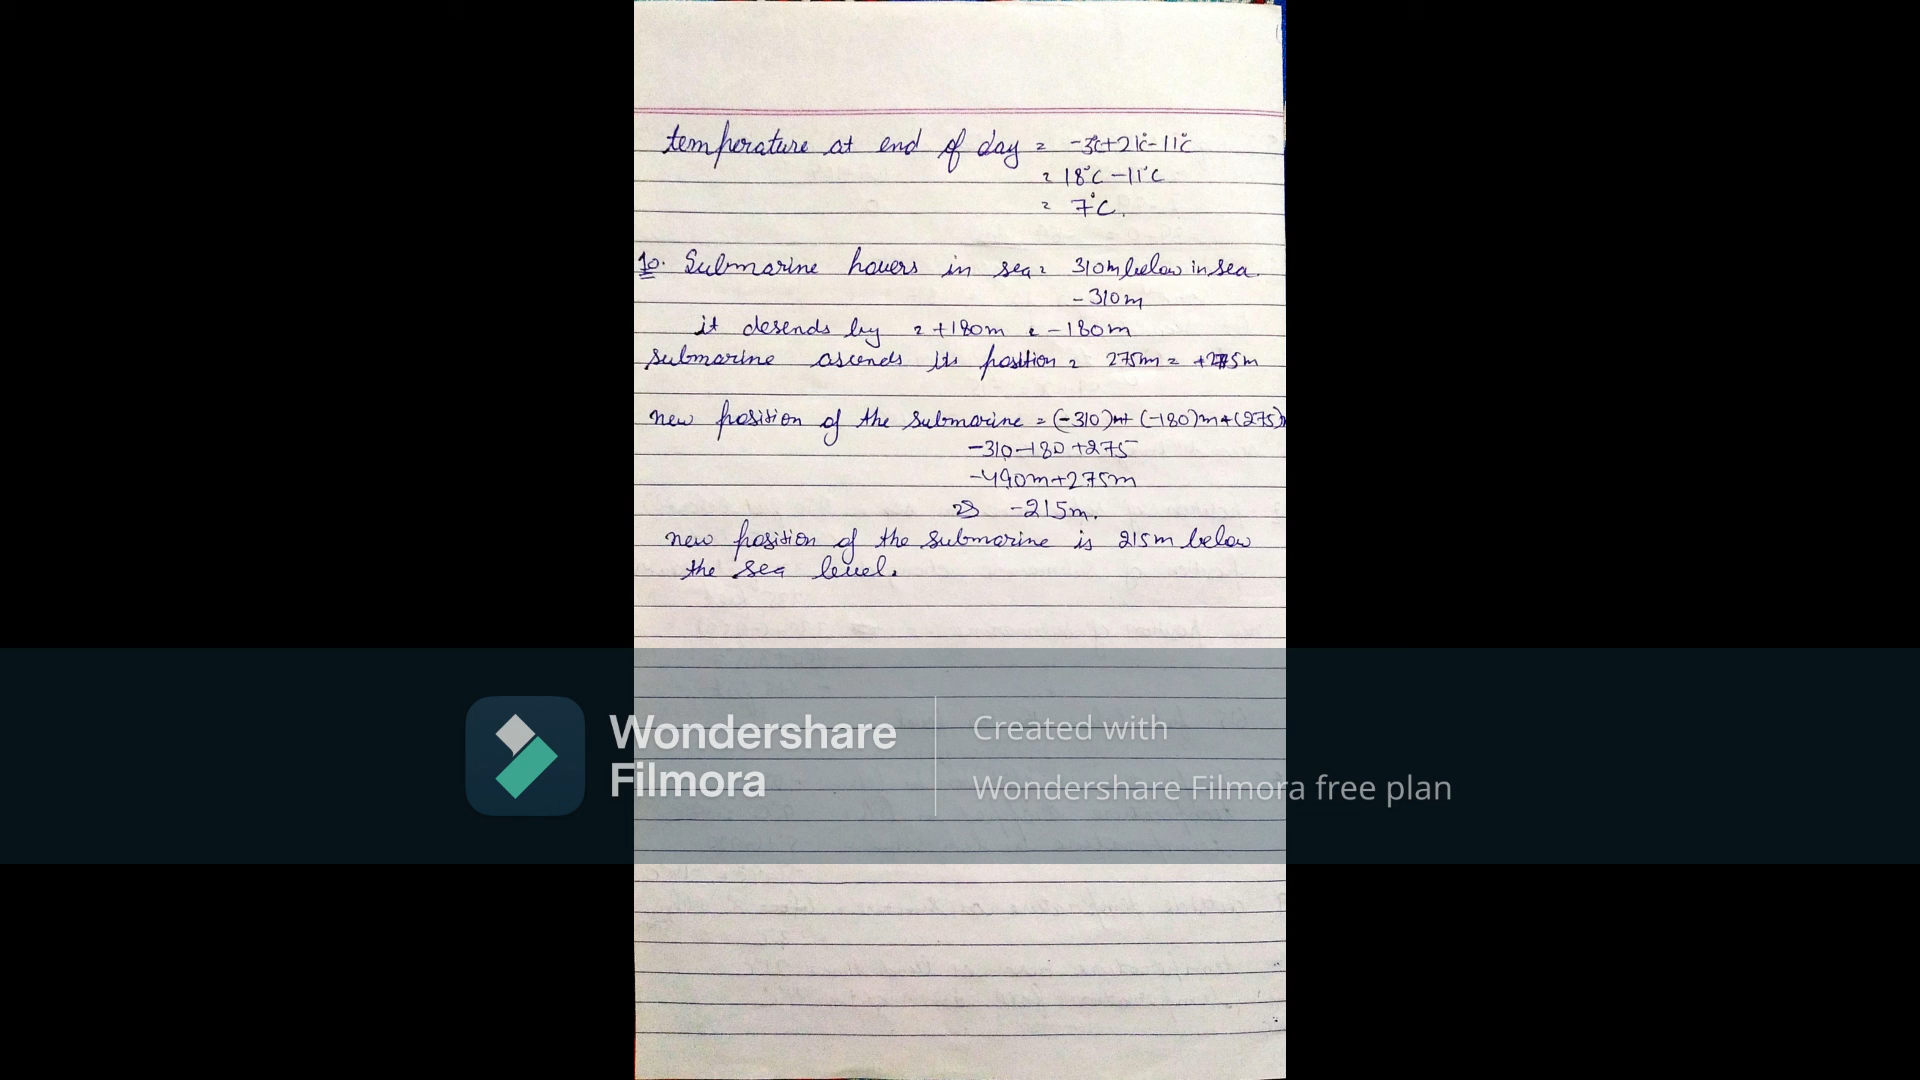 temperature at end of day = -3°C+21°C-11°C
= 18°C-11°C
= 7°C.
10. Submarine hovers in sea = 310m below in sea.
-310m
it desends by = +180m = -180m
submarine ascends its position = 275m = +275m
new position of the submarine = (-310)m+ (-180)m+(275)m
-310-180+275
-490m+275m
-215m.
new position of the submarine is 215m below
the sea level.
Wondershare
Filmora
Created with
Wondershare Filmora free plan